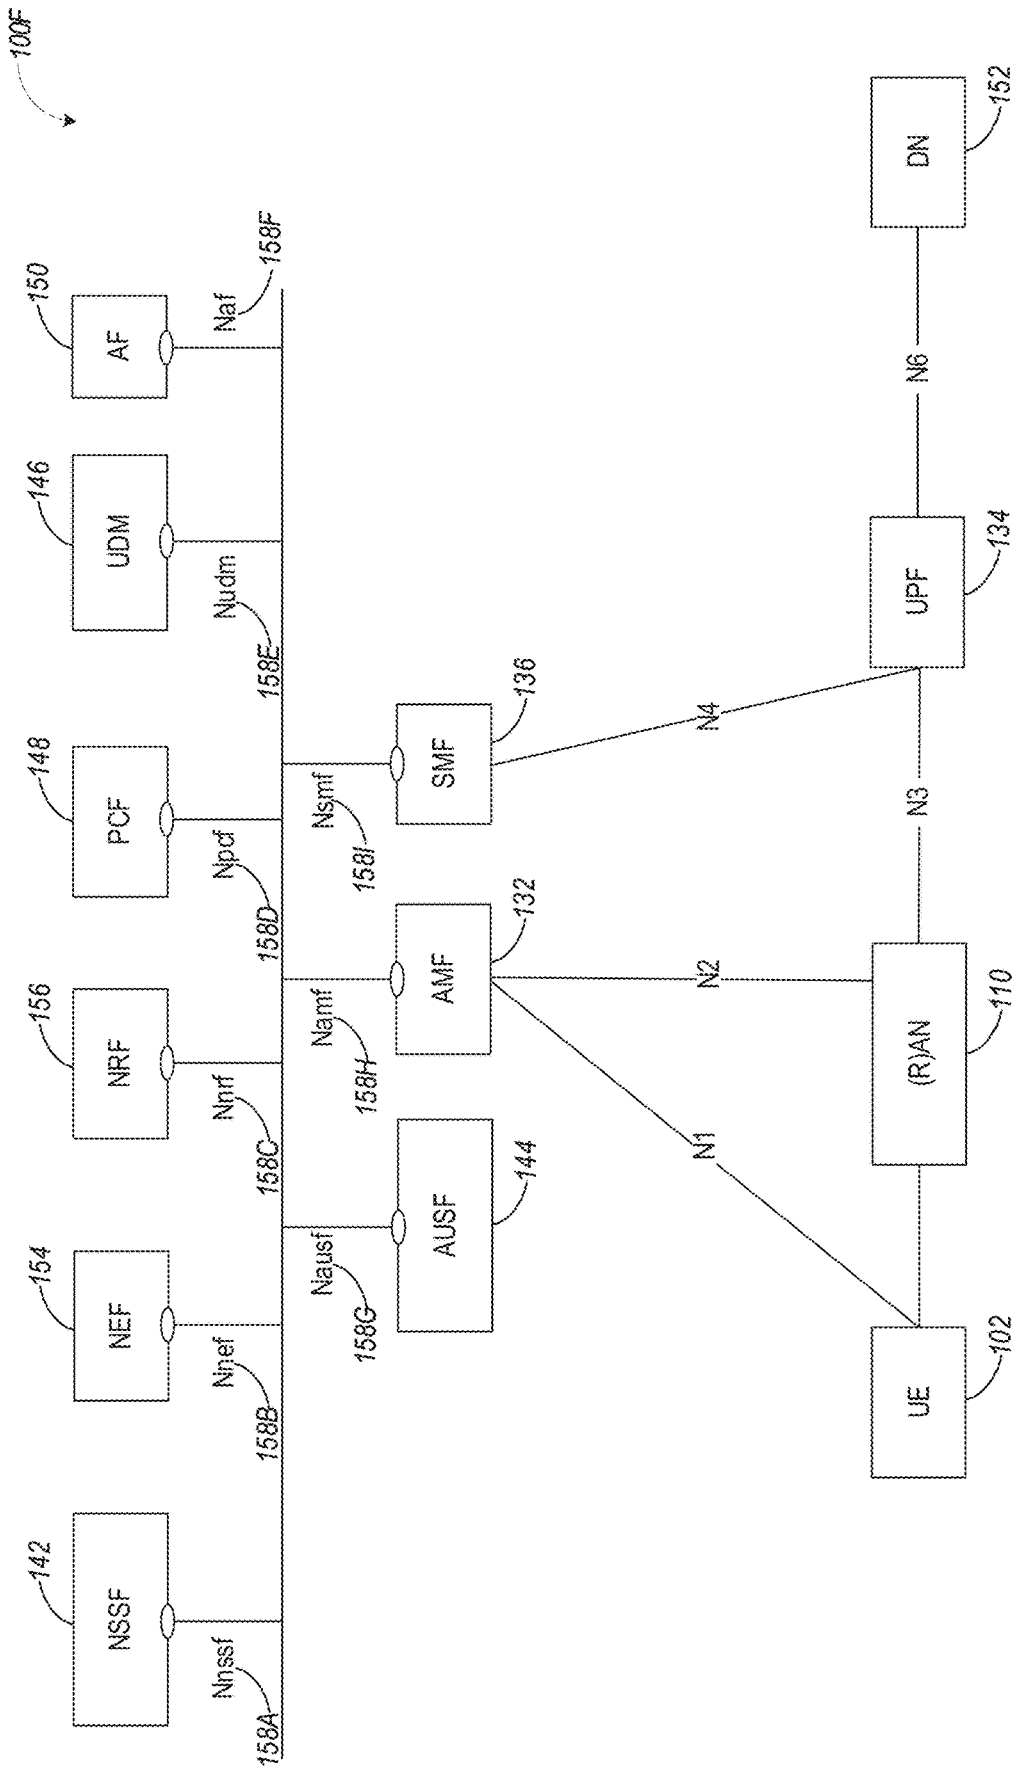 100F
142
154
156
148
146
150
NSSF
NEF
NRF
PCF
UDM
AF
Nnssf
Nnef
Nnrf
Npcf
Nudm
Naf
158A
158B
158C
158D
158E
158F
Nausf
Namf
Nsmf
158G
158H
158I
AUSF
AMF
SMF
144
132
136
N1
N2
N4
UE
(R)AN
N3
UPF
N6
DN
102
110
134
152